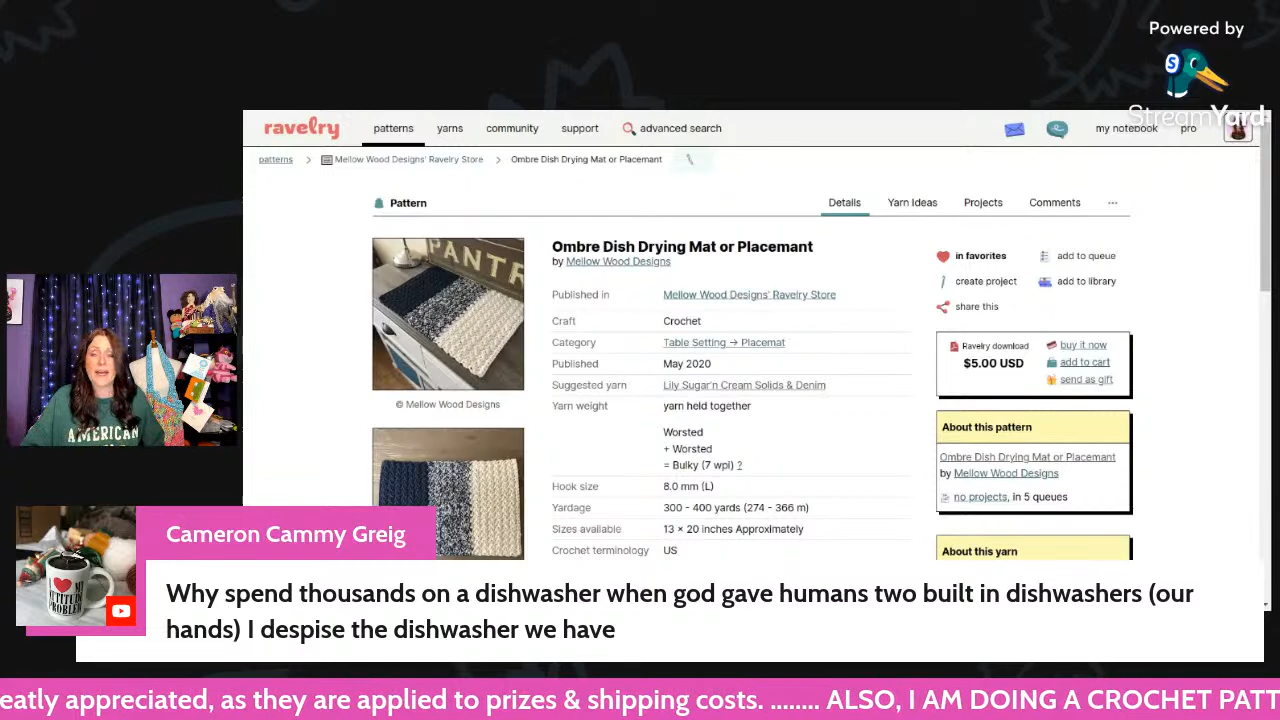 Powered by
StreamYard
ravelry
patterns yarns community support advanced search my notebook pro
patterns > Mellow Wood Designs' Ravelry Store > Ombre Dish Drying Mat or Placemant
Pattern
Details Yarn Ideas Projects Comments ...
PANTR
Ombre Dish Drying Mat or Placemant
by Mellow Wood Designs
Published in Mellow Wood Designs' Ravelry Store
Craft Crochet
Category Table Setting → Placemat
Published May 2020
Suggested yarn Lily Sugar'n Cream Solids & Denim
Yarn weight yarn held together
Worsted
+ Worsted
= Bulky (7 wpi) ?
Hook size 8.0 mm (L)
Yardage 300 - 400 yards (274 - 366 m)
Sizes available 13 x 20 inches Approximately
Crochet terminology US
© Mellow Wood Designs
in favorites add to queue
create project add to library
share this
Ravelry download
$5.00 USD
buy it now
add to cart
send as gift
About this pattern
Ombre Dish Drying Mat or Placemant
by Mellow Wood Designs
no projects, in 5 queues
About this yarn
AMERICAN
I MY
ATTITUDE
PROBLEM
Cameron Cammy Greig
Why spend thousands on a dishwasher when god gave humans two built in dishwashers (our
hands) I despise the dishwasher we have
eatly appreciated, as they are applied to prizes & shipping costs. ........ ALSO, I AM DOING A CROCHET PATT